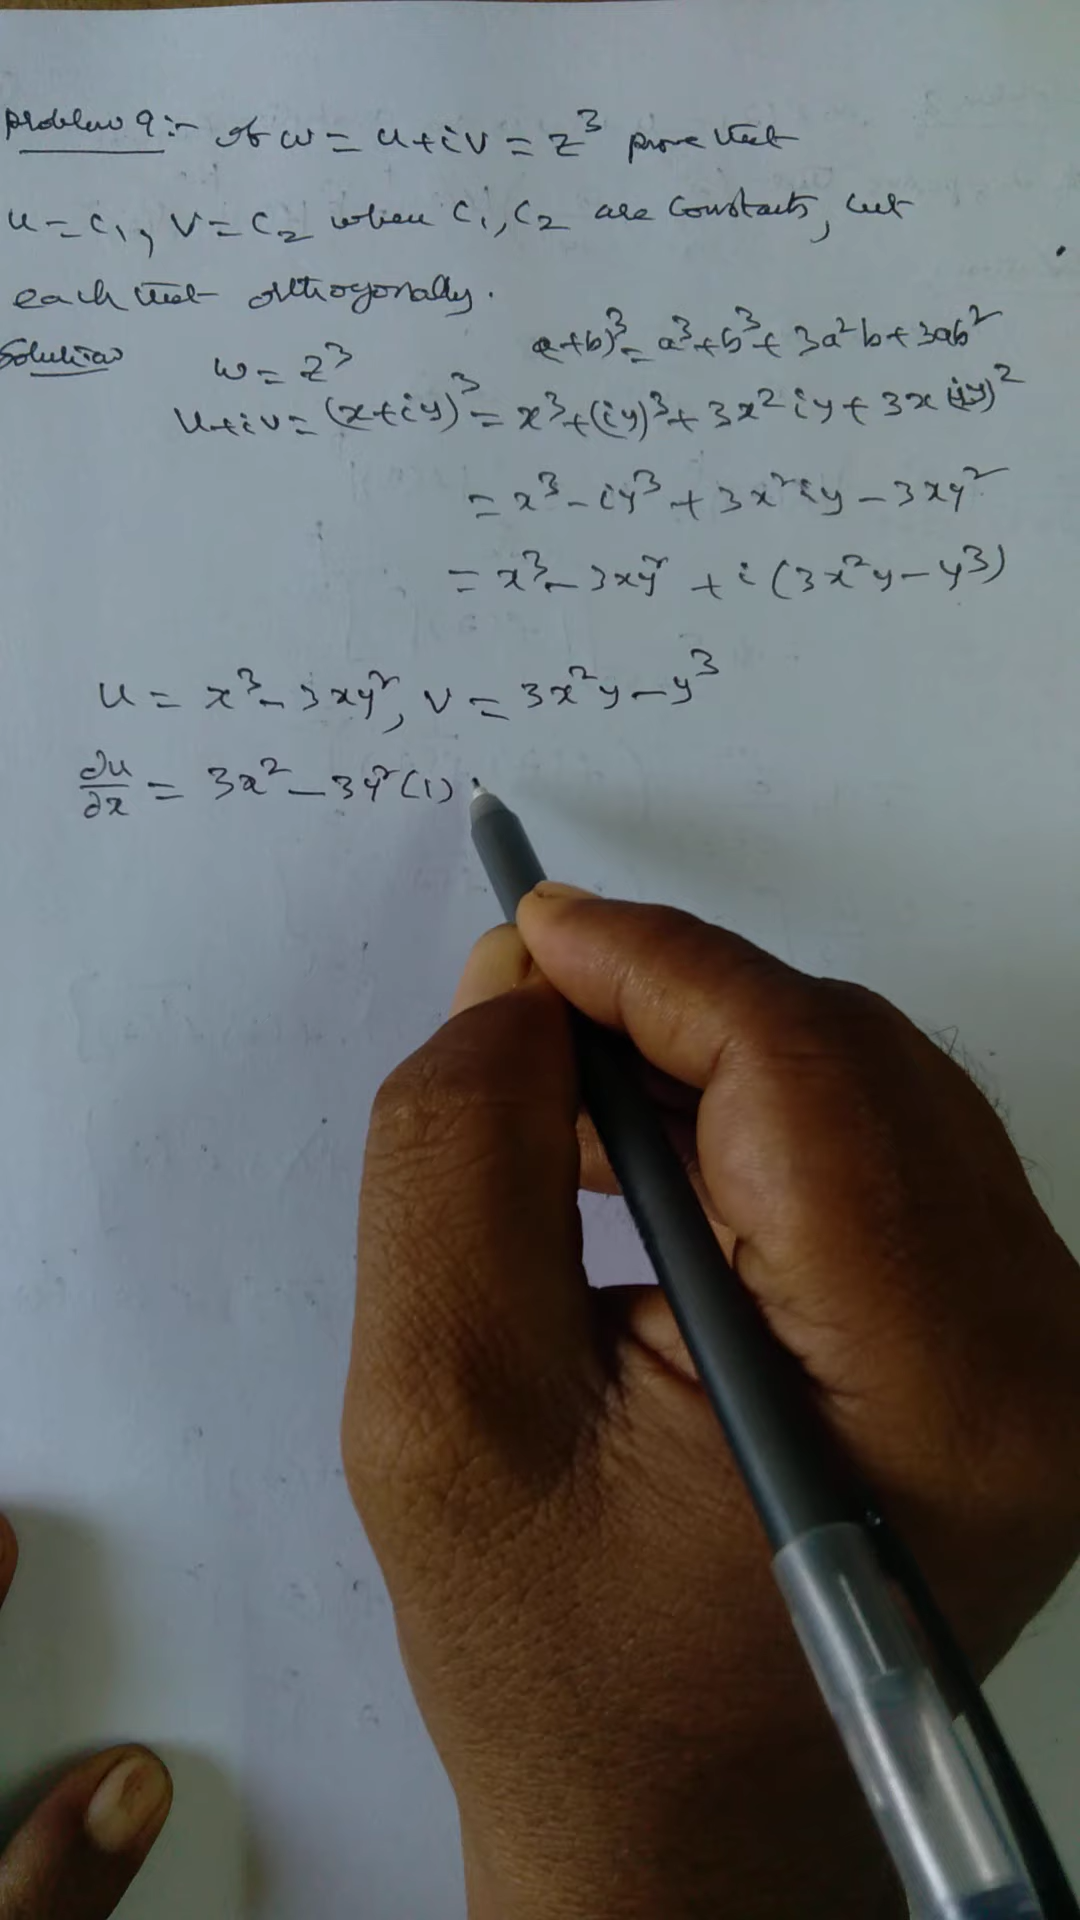 Problem 9:- If w = u+iv = z³ prove that
u = c₁, v = c₂ where c₁, c₂ are constants, cut
each that orthogonally.
(a+b)³ = a³+b³+3a²b+3ab²
Solution w = z³
u+iv = (x+iy)³ = x³+(iy)³+3x²iy+3x(iy)²
= x³-iy³+3x²iy-3xy²
= x³-3xy² + i(3x²y-y³)
u = x³-3xy², v = 3x²y-y³
∂u/∂x = 3x²-3y²(1)